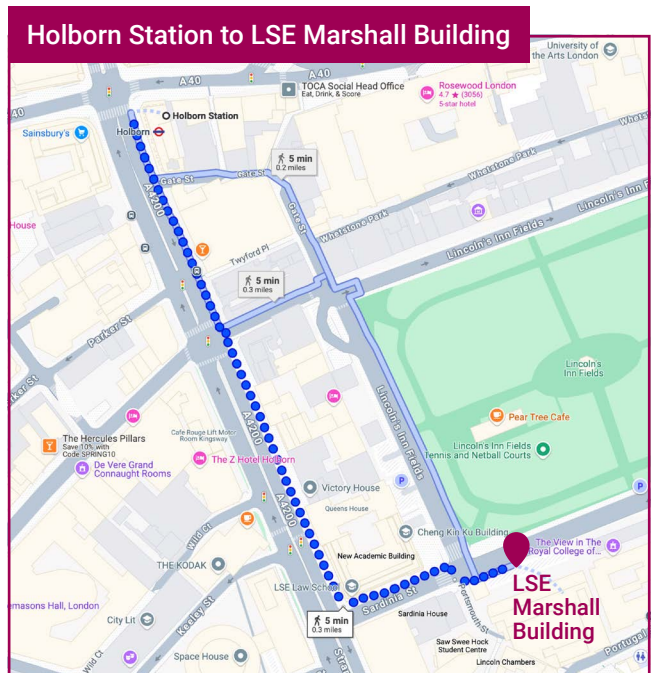 Holborn Station to LSE Marshall Building
University of
the Arts London
A40
A40
TOCA Social Head Office
Eat, Drink, & Score
Rosewood London
4.7 ★ (3056)
5-star hotel
Holborn Station
Sainsbury's
Holborn
Whetstone Park
5 min
0.2 miles
Gate St
Gate St
A4200
House
Gate St
Whetstone Park
Lincoln's Inn Fields
Twyford Pl
Lincoln's Inn Fields
5 min
0.3 miles
Parker St
Lincoln's
Inn Fields
Lincoln's Inn Fields
Pear Tree Cafe
A4200
The Hercules Pillars
Save 10% with
Code SPRING10
Cafe Rouge Lift Motor
Room Kingsway
Lincoln's Inn Fields
Tennis and Netball Courts
The Z Hotel Holborn
De Vere Grand
Connaught Rooms
P
P
Victory House
A4200
Queens House
Cheng Kin Ku Building
Wild Ct
New Academic Building
The View in The
Royal College of...
THE KODAK
LSE Law School
Sardinia St
LSE
Marshall
Building
Portsmouth St
emasons Hall, London
City Lit
Keeley St
5 min
0.3 miles
Sardinia House
Saw Swee Hock
Student Centre
Portugal
Wild Ct
Space House
Lincoln Chambers